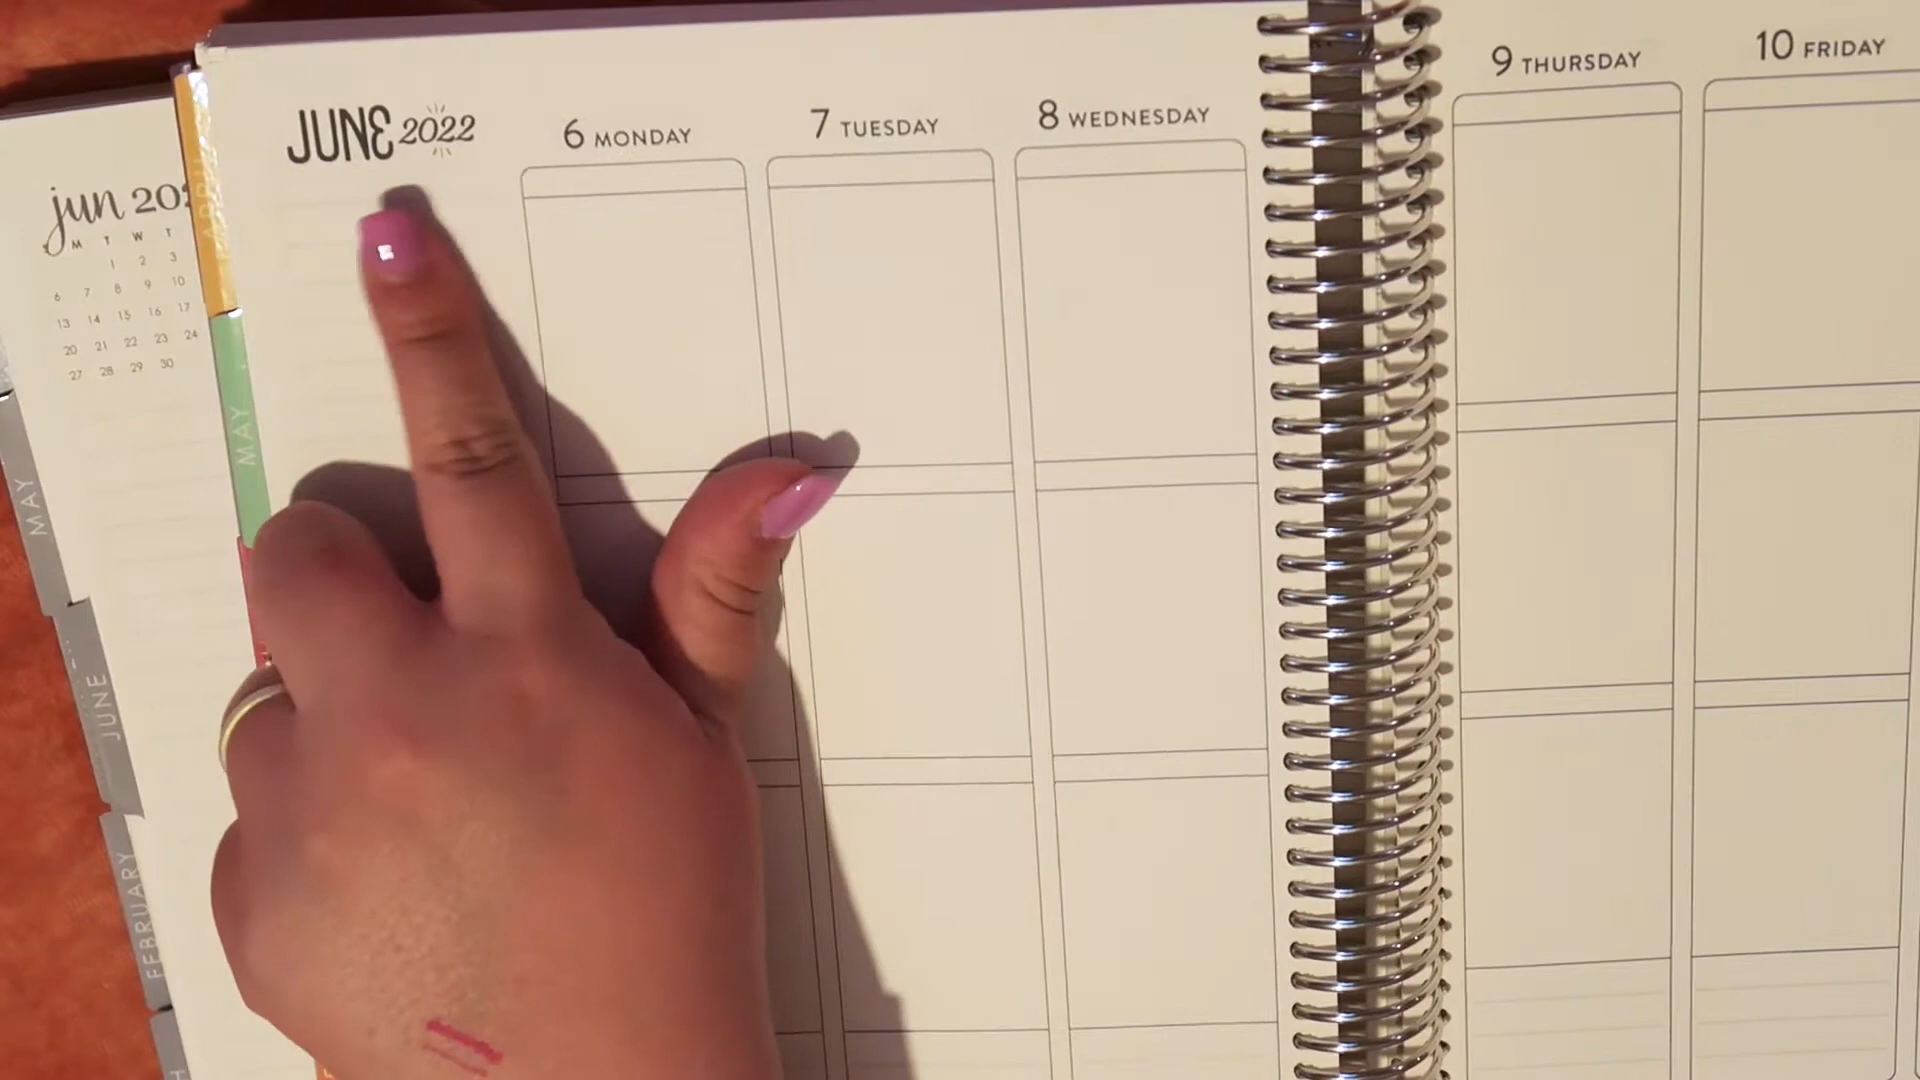 JUNE 2022
6 MONDAY
7 TUESDAY
8 WEDNESDAY
9 THURSDAY
10 FRIDAY
jun 202
M T W T
1 2 3
6 7 8 9 10
13 14 15 16 17
20 21 22 23 24
27 28 29 30
APRIL
MAY
MAY
JUNE
FEBRUARY
H